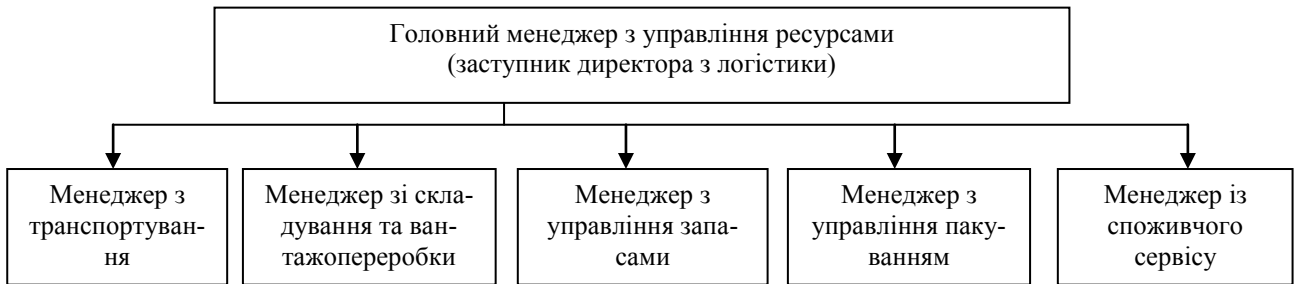 Головний менеджер з управління ресурсами
(заступник директора з логістики)
Менеджер з
транспортуван-
ня
Менеджер зі скла-
дування та ван-
тажопереробки
Менеджер з
управління запа-
сами
Менеджер з
управління паку-
ванням
Менеджер із
споживчого
сервісу